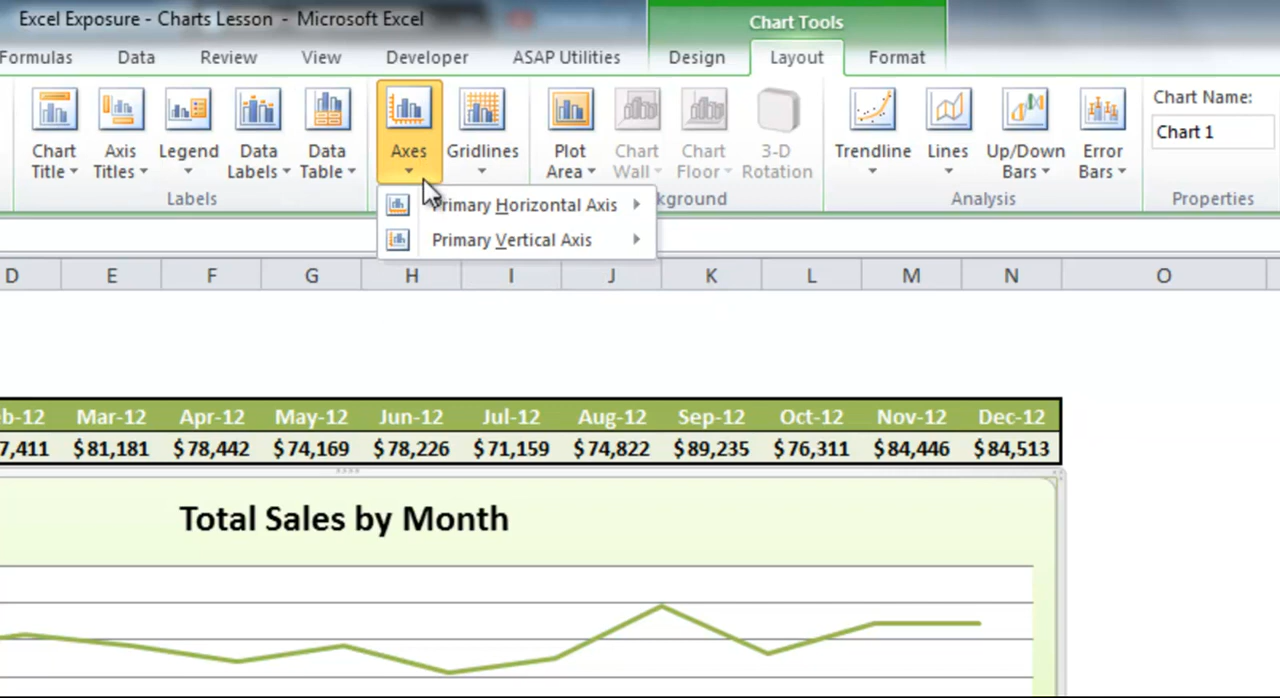 Excel Exposure - Charts Lesson - Microsoft Excel
Chart Tools
Formulas Data Review View Developer ASAP Utilities Design Layout Format
Chart Title
Axis Titles
Legend
Data Labels
Data Table
Labels
Axes
Gridlines
Plot Area
Chart Wall
Chart Floor
3-D Rotation
kground
Trendline
Lines
Up/Down Bars
Error Bars
Analysis
Chart Name:
Chart 1
Properties
Primary Horizontal Axis
Primary Vertical Axis
D E F G H I J K L M N O
eb-12 Mar-12 Apr-12 May-12 Jun-12 Jul-12 Aug-12 Sep-12 Oct-12 Nov-12 Dec-12
7,411 $81,181 $78,442 $74,169 $78,226 $71,159 $74,822 $89,235 $76,311 $84,446 $84,513
Total Sales by Month